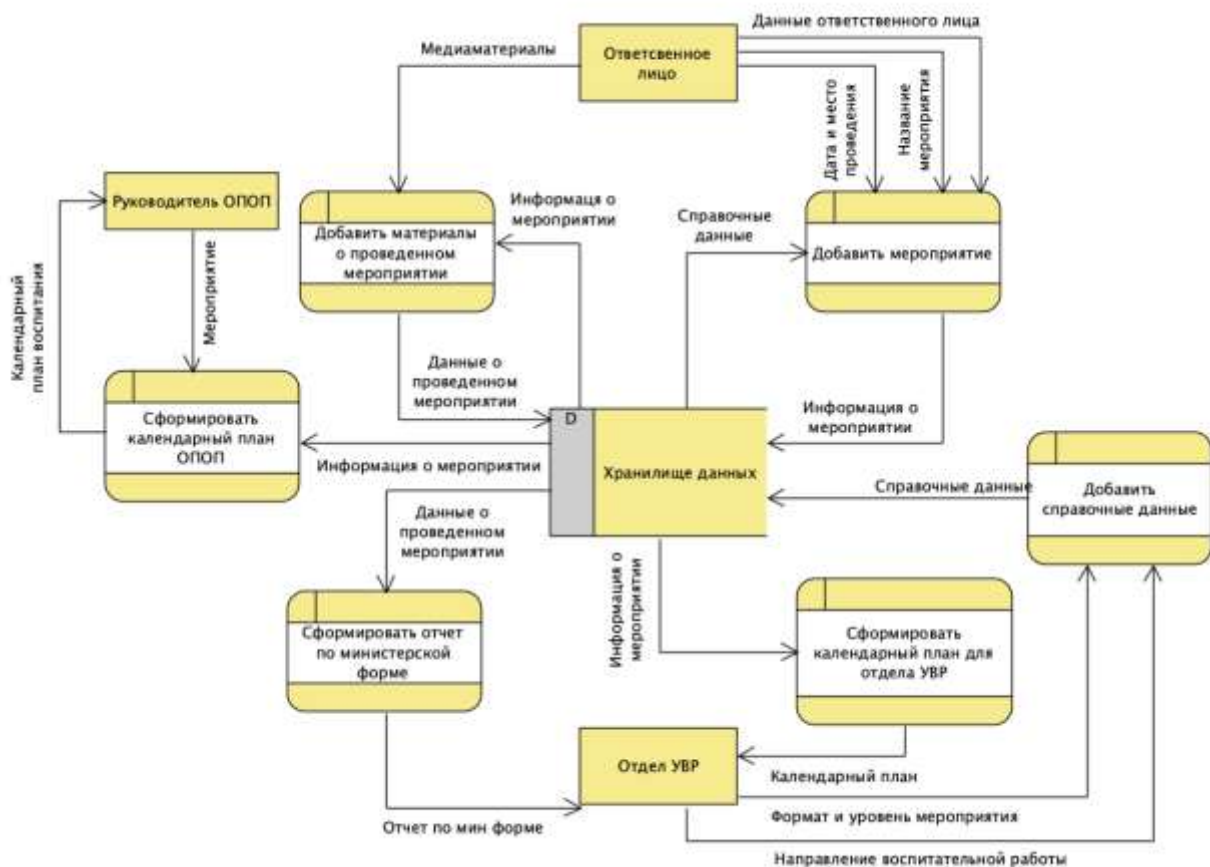 Данные ответственного лица
Медиаматериалы
Ответсвенное
лицо
Дата и место
проведения
Название
мероприятия
Руководитель ОПОП
Информаця о
мероприятии
Справочные
данные
Добавить материалы
о проведенном
мероприятии
Добавить мероприятие
Календарный
план воспитания
Мероприятие
Данные о
проведенном
мероприятии
Информация о
мероприятии
Сформировать
календарный план
ОПОП
D
Хранилище данных
Информация о мероприятии
Справочные данные
Добавить
справочные данные
Данные о
проведенном
мероприятии
Информация о
мероприятии
Сформировать отчет
по министерской
форме
Сформировать
календарный план для
отдела УВР
Отдел УВР
Календарный план
Отчет по мин форме
Формат и уровень мероприятия
Направление воспитательной работы